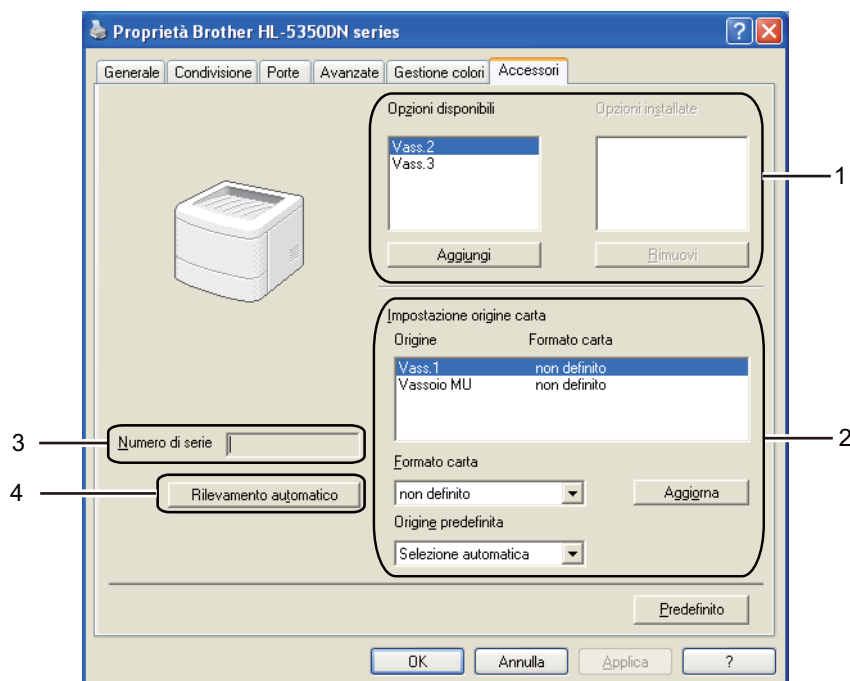 Proprietà Brother HL-5350DN series
Generale Condivisione Porte Avanzate Gestione colori Accessori
Opzioni disponibili Opzioni installate
Vass.2
Vass.3
1
Aggiungi Rimuovi
Impostazione origine carta
Origine Formato carta
Vass.1 non definito
Vassoio MU non definito
2
3 Numero di serie
Formato carta
4 Rilevamento automatico
non definito Aggiorna
Origine predefinita
Selezione automatica
Predefinito
OK Annulla Applica ?